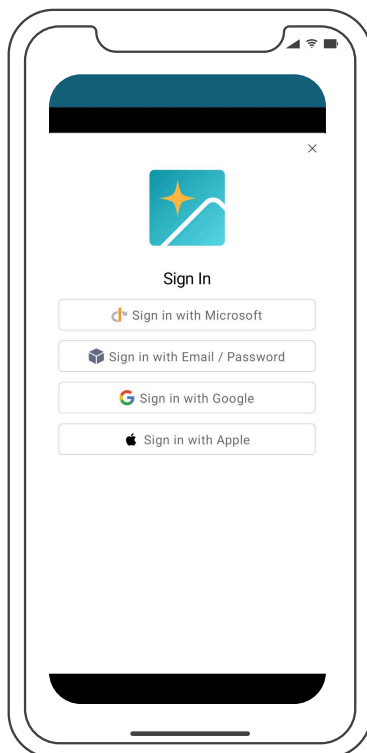 Sign In
Sign in with Microsoft
Sign in with Email / Password
Sign in with Google
Sign in with Apple